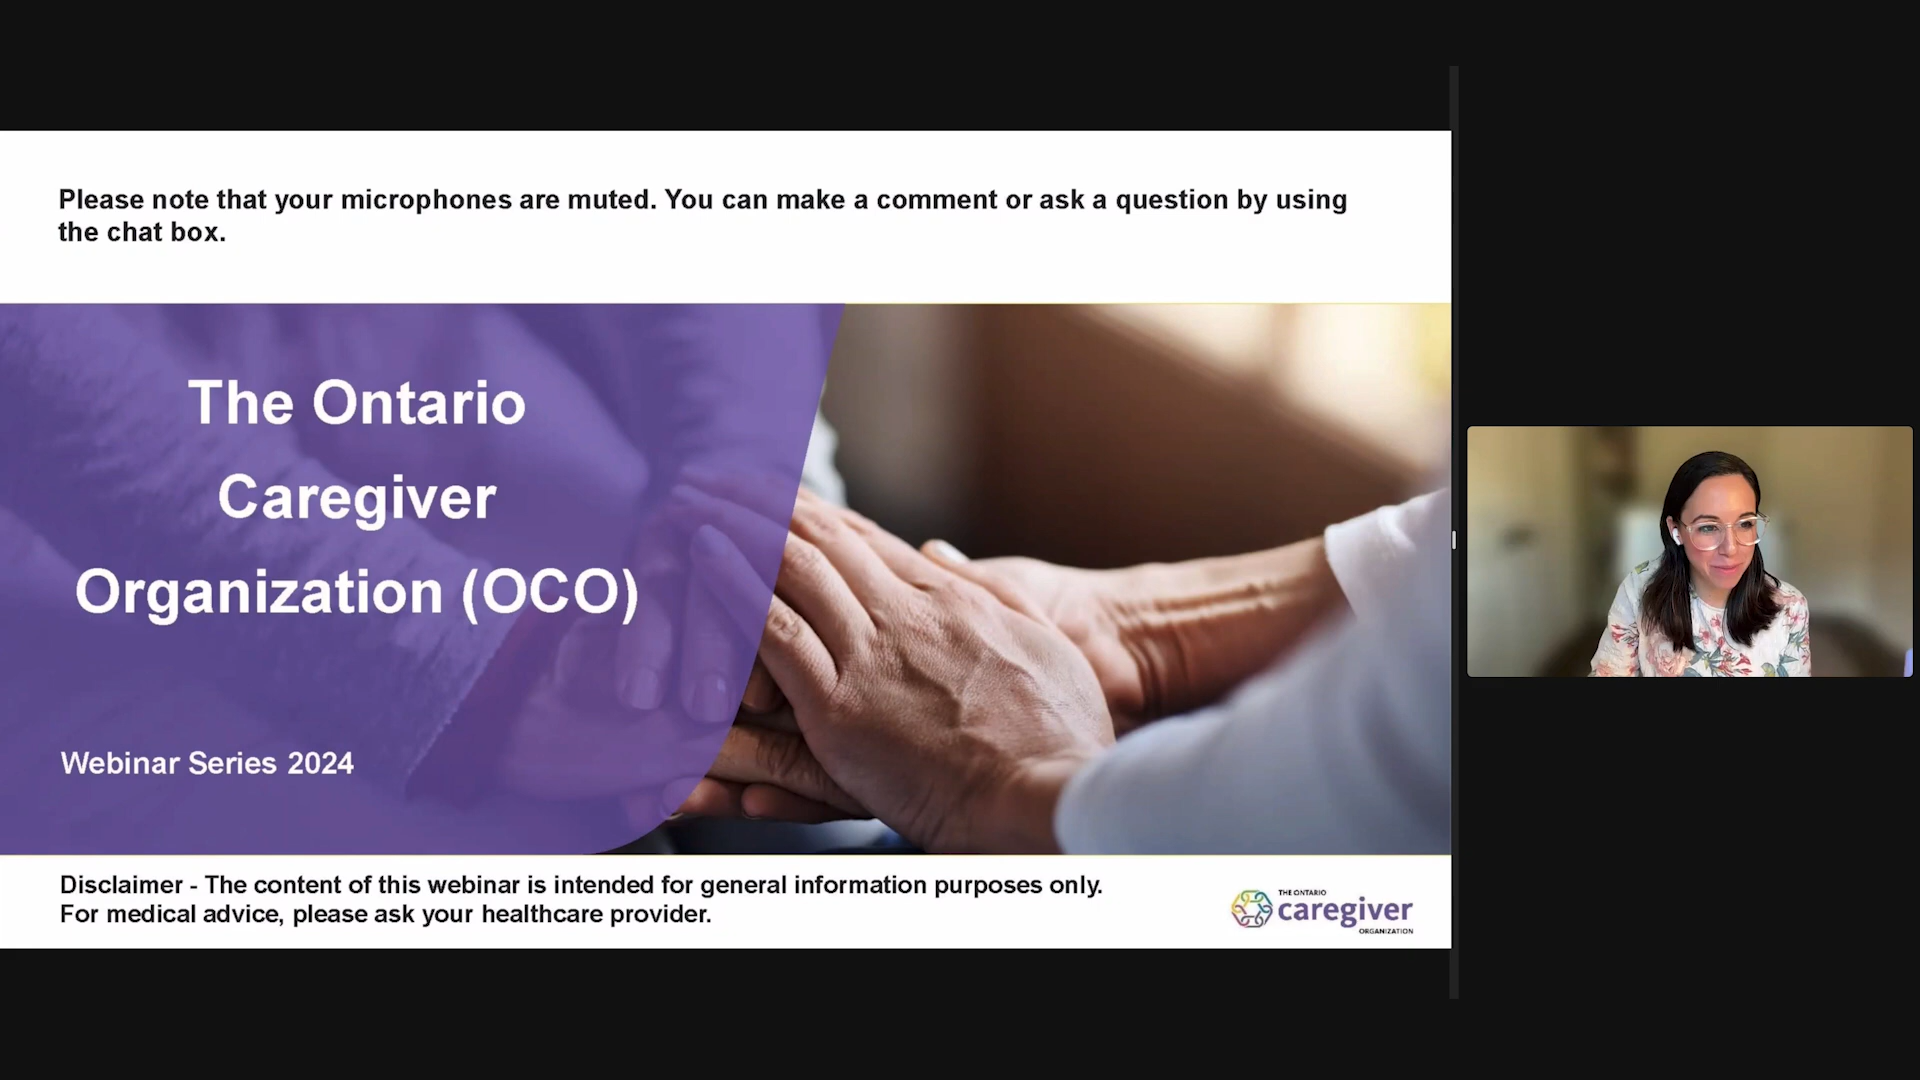 Please note that your microphones are muted. You can make a comment or ask a question by using
the chat box.
The Ontario
Caregiver
Organization (OCO)
Webinar Series 2024
Disclaimer - The content of this webinar is intended for general information purposes only.
For medical advice, please ask your healthcare provider.
THE ONTARIO
caregiver
ORGANIZATION